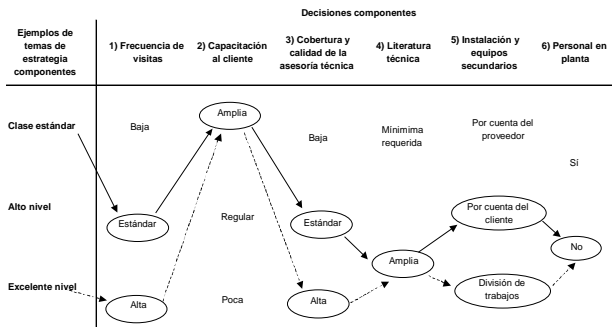 Decisiones componentes
Ejemplos de
temas de
estrategia
componentes
1) Frecuencia de
visitas
2) Capacitación
al cliente
3) Cobertura y
calidad de la
asesoría técnica
4) Literatura
técnica
5) Instalación y
equipos
secundarios
6) Personal en
planta
Clase estándar
Baja
Amplia
Baja
Mínimima
requerida
Por cuenta del
proveedor
Sí
Alto nivel
Estándar
Regular
Estándar
Amplia
Por cuenta del
cliente
No
Excelente nivel
Alta
Poca
Alta
División de
trabajos